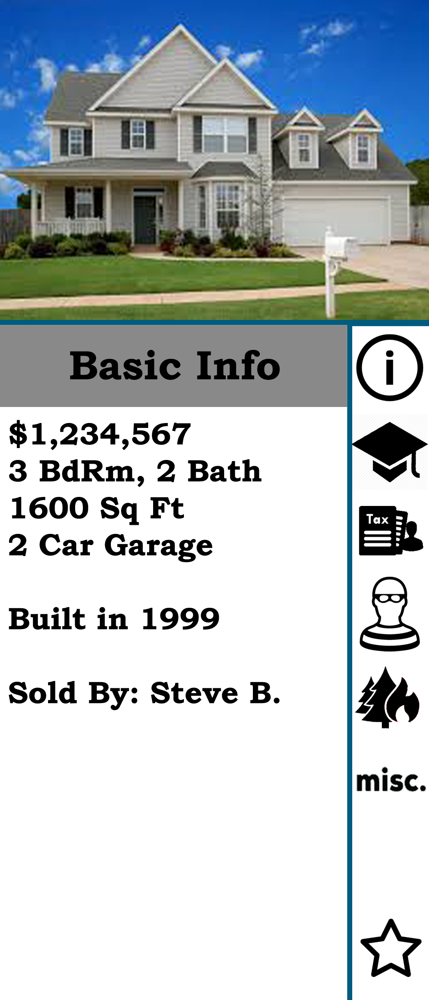 Basic Info
i
$1,234,567
3 BdRm, 2 Bath
1600 Sq Ft
2 Car Garage
Built in 1999
Sold By: Steve B.
Tax
misc.